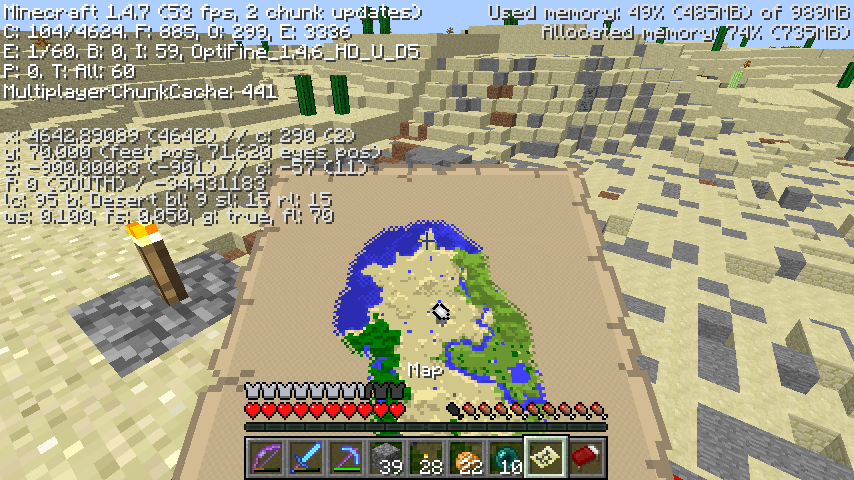 Minecraft 1.4.7 (53 fps, 2 chunk updates)
Used memory: 49% (485MB) of 989MB
C: 104/4624, F: 885, O: 299, E: 3336
Allocated memory: 74% (735MB)
E: 1/60, B: 0, I: 59, OptiFine_1.4.6_HD_U_D5
P: 0, T: All: 60
MultiplayerChunkCache: 441
x: 4642.89089 (4642) // c: 290 (2)
y: 70.000 (feet pos, 71.620 eyes pos)
z: -900.00089 (-901) // c: -57 (11)
f: 0 (SOUTH) / -34.431183
lc: 95 b: Desert bl: 9 sl: 15 rl: 15
ws: 0.100, fs: 0.050, g: true, fl: 70
Map
39 28 22 10